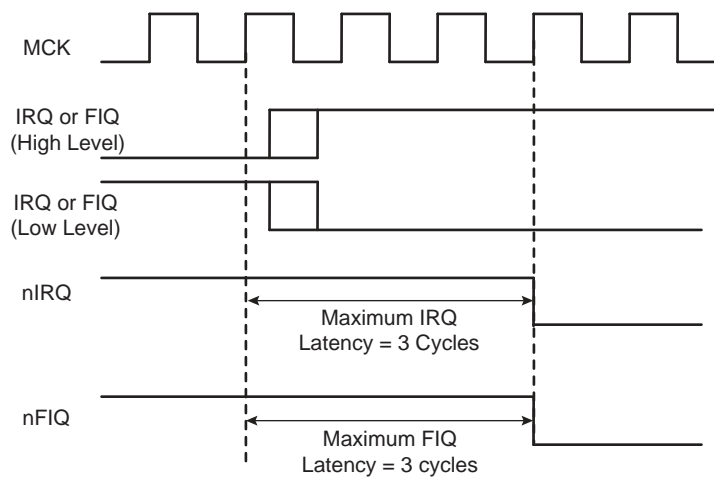 MCK
IRQ or FIQ
(High Level)
IRQ or FIQ
(Low Level)
nIRQ
Maximum IRQ
Latency = 3 Cycles
nFIQ
Maximum FIQ
Latency = 3 cycles